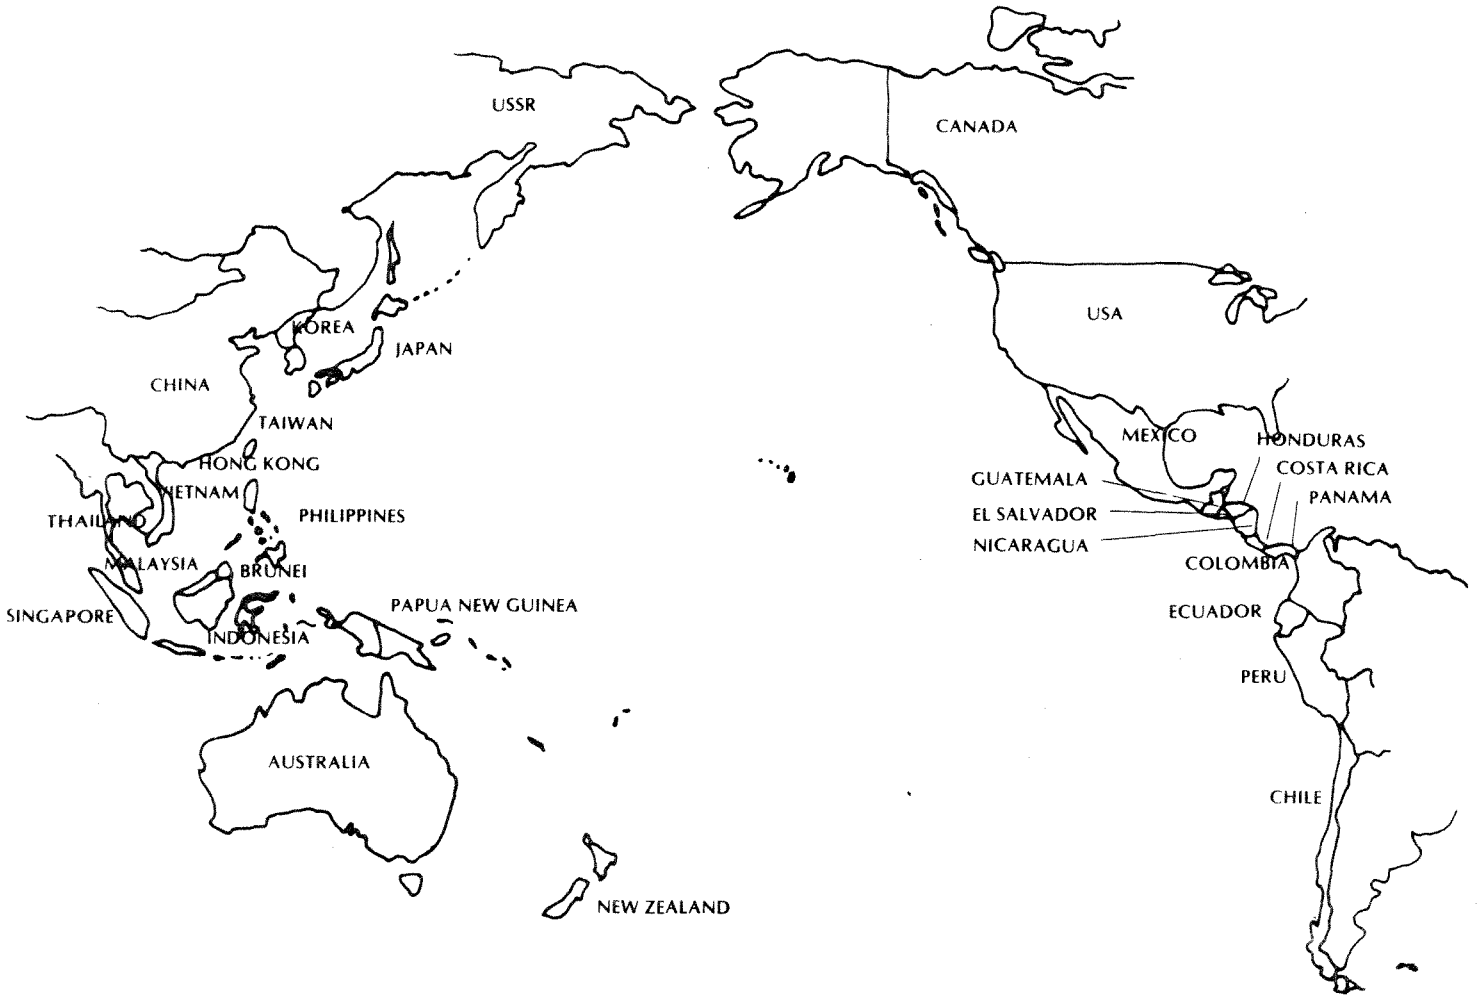 USSR
CANADA
USA
KOREA
JAPAN
CHINA
TAIWAN
MEXICO
HONDURAS
HONG KONG
COSTA RICA
GUATEMALA
VIETNAM
PANAMA
THAILAND
PHILIPPINES
EL SALVADOR
NICARAGUA
MALAYSIA
BRUNEI
COLOMBIA
SINGAPORE
PAPUA NEW GUINEA
ECUADOR
INDONESIA
PERU
AUSTRALIA
CHILE
NEW ZEALAND